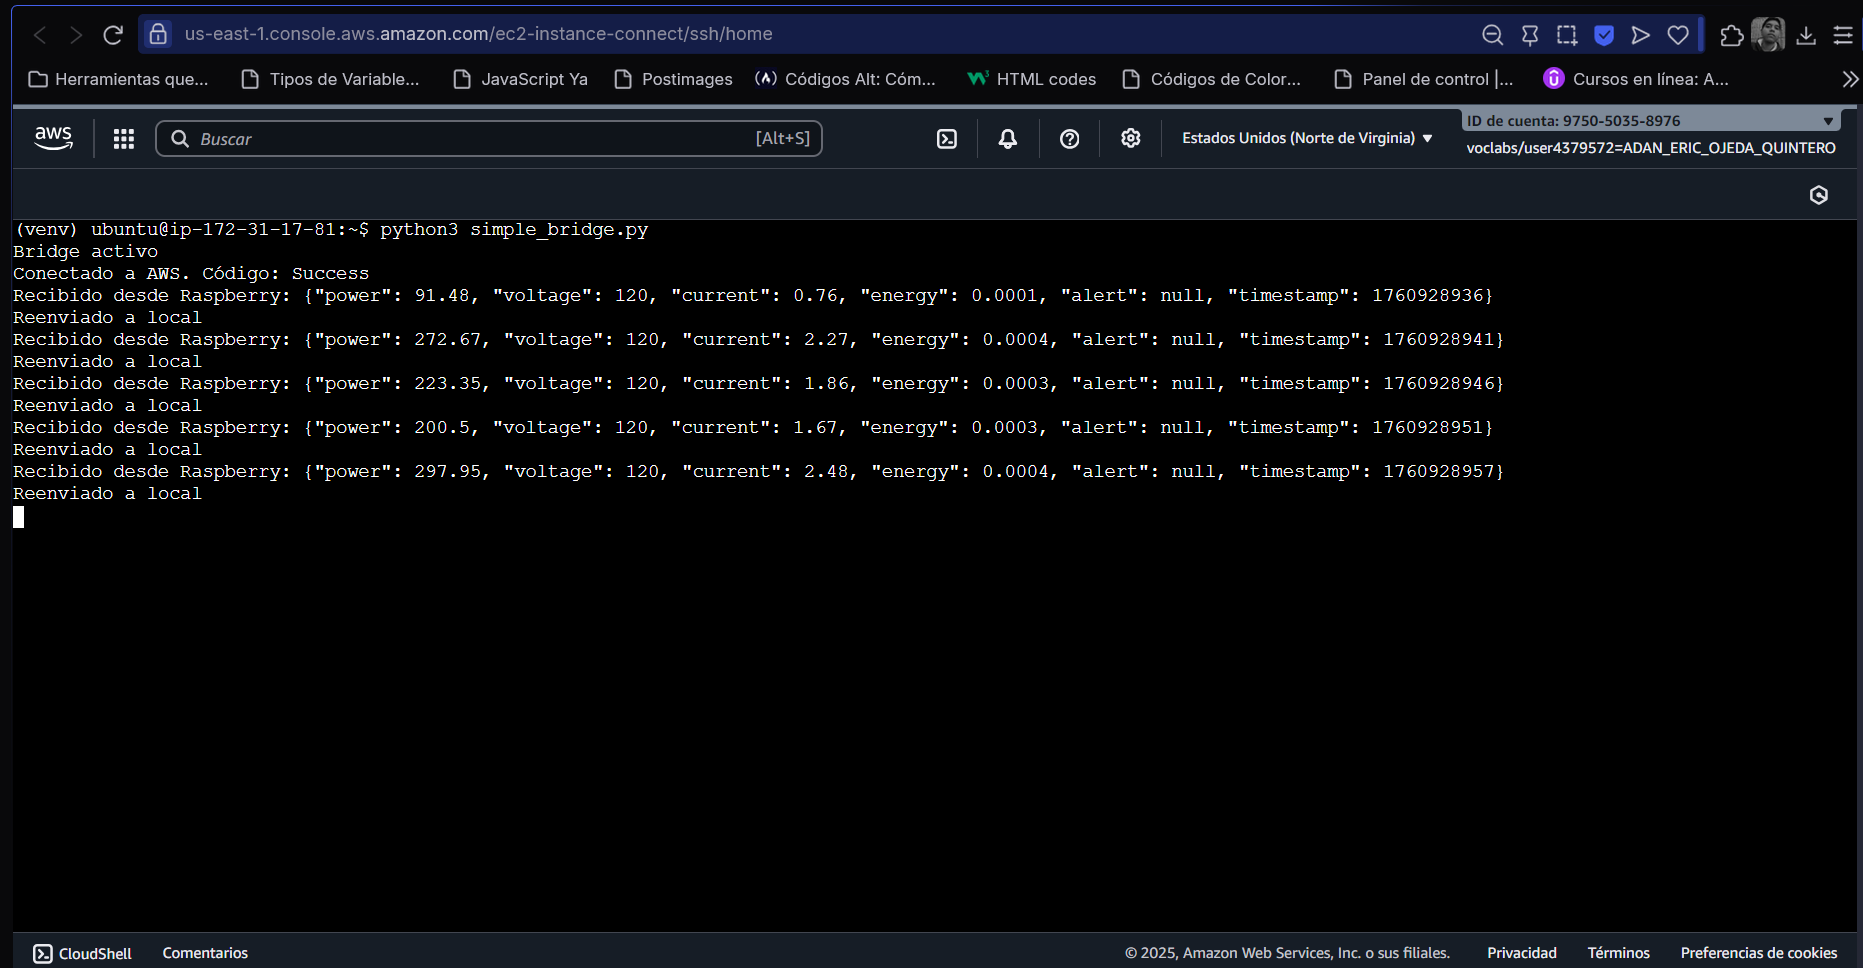 us-east-1.console.aws.amazon.com/ec2-instance-connect/ssh/home
Herramientas que... Tipos de Variable... JavaScript Ya Postimages Códigos Alt: Cóm... HTML codes Códigos de Color... Panel de control |... Cursos en línea: A...
aws Buscar [Alt+S] Estados Unidos (Norte de Virginia) ID de cuenta: 9750-5035-8976
voclabs/user4379572=ADAN_ERIC_OJEDA_QUINTERO
(venv) ubuntu@ip-172-31-17-81:~$ python3 simple_bridge.py
Bridge activo
Conectado a AWS. Código: Success
Recibido desde Raspberry: {"power": 91.48, "voltage": 120, "current": 0.76, "energy": 0.0001, "alert": null, "timestamp": 1760928936}
Reenviado a local
Recibido desde Raspberry: {"power": 272.67, "voltage": 120, "current": 2.27, "energy": 0.0004, "alert": null, "timestamp": 1760928941}
Reenviado a local
Recibido desde Raspberry: {"power": 223.35, "voltage": 120, "current": 1.86, "energy": 0.0003, "alert": null, "timestamp": 1760928946}
Reenviado a local
Recibido desde Raspberry: {"power": 200.5, "voltage": 120, "current": 1.67, "energy": 0.0003, "alert": null, "timestamp": 1760928951}
Reenviado a local
Recibido desde Raspberry: {"power": 297.95, "voltage": 120, "current": 2.48, "energy": 0.0004, "alert": null, "timestamp": 1760928957}
Reenviado a local
CloudShell Comentarios © 2025, Amazon Web Services, Inc. o sus filiales. Privacidad Términos Preferencias de cookies